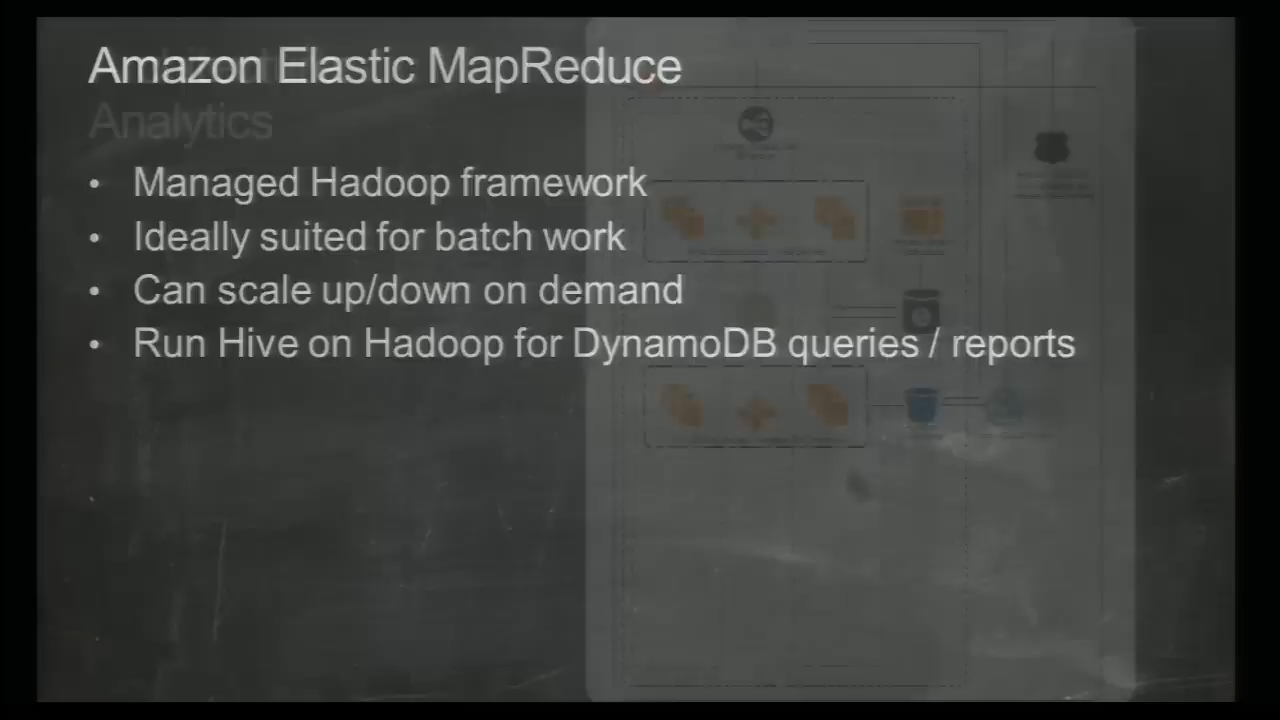 Amazon Elastic MapReduce
Analytics
• Managed Hadoop framework
• Ideally suited for batch work
• Can scale up/down on demand
• Run Hive on Hadoop for DynamoDB queries / reports